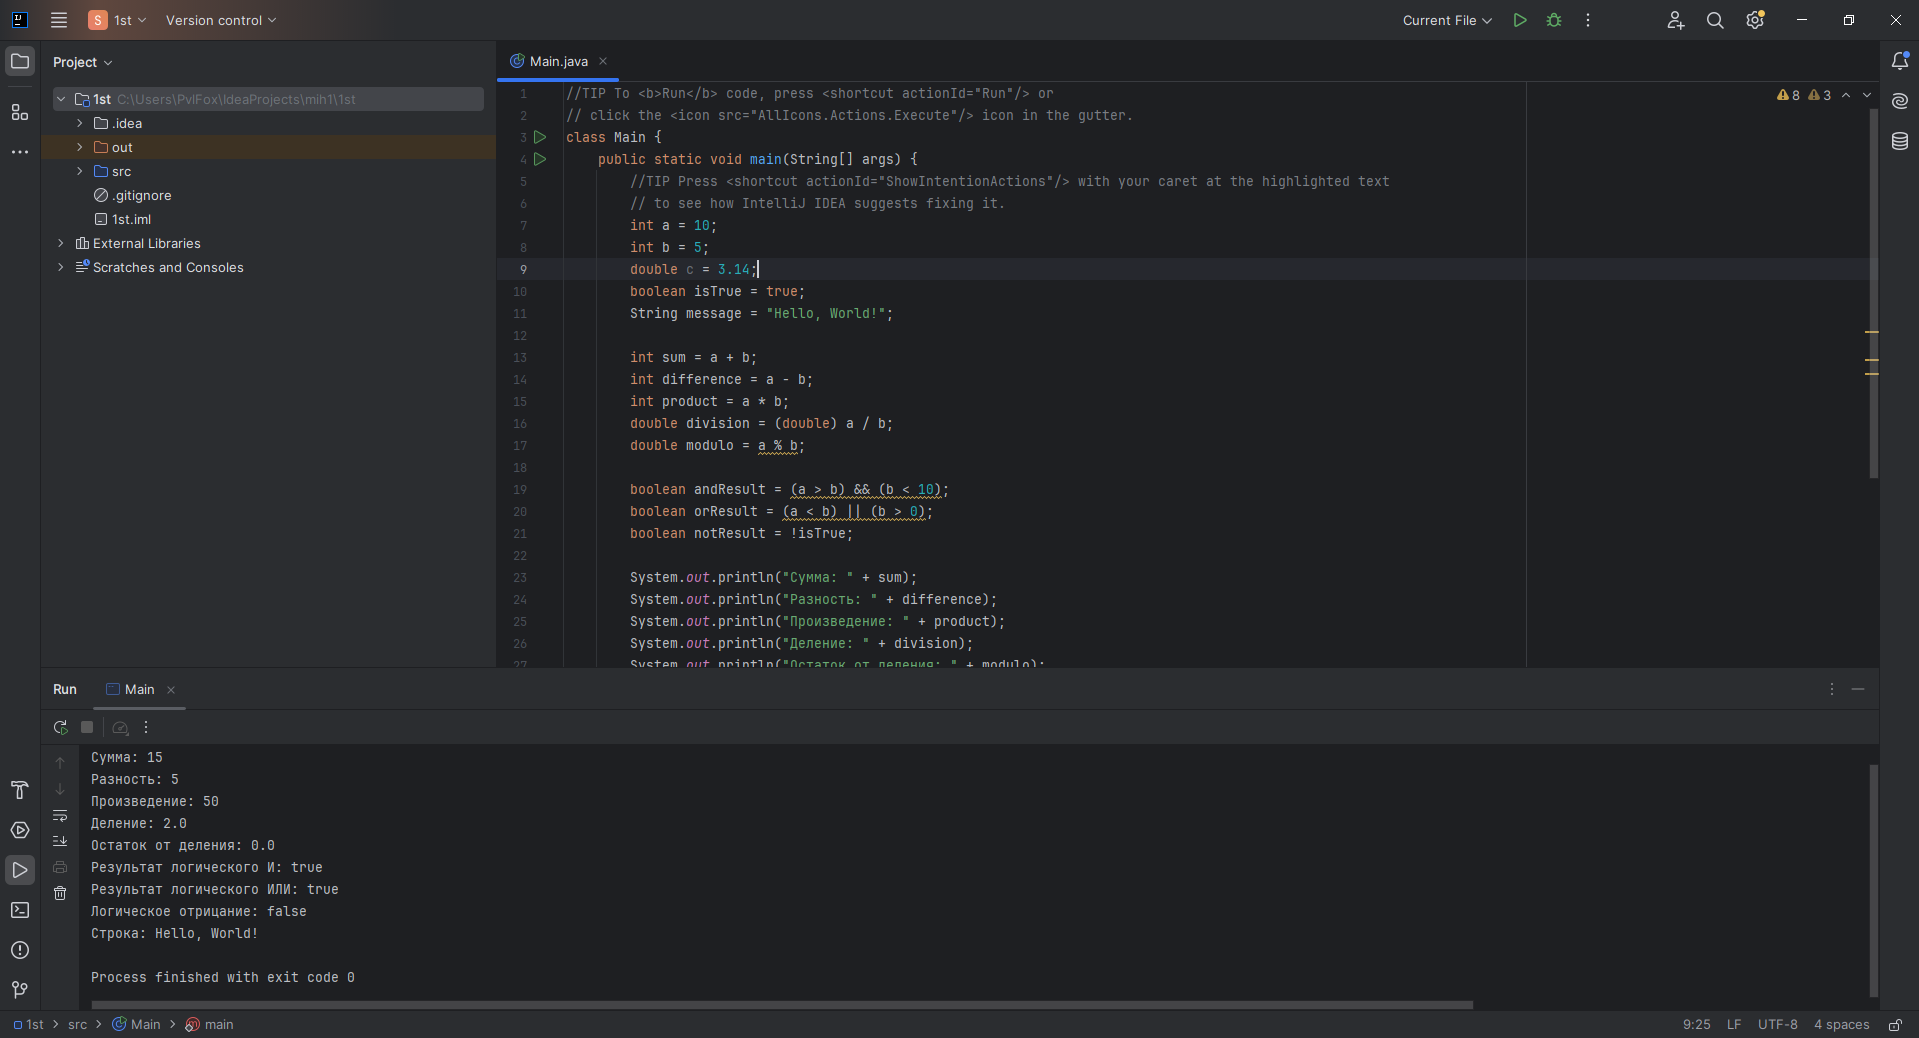 S 1st Version control Current File
Project
Main.java
1st C:\Users\PvlFox\IdeaProjects\mih1\1st
.idea
out
src
.gitignore
1st.iml
External Libraries
Scratches and Consoles
8 3
1 //TIP To <b>Run</b> code, press <shortcut actionId="Run"/> or
2 // click the <icon src="AllIcons.Actions.Execute"/> icon in the gutter.
3 class Main {
4 public static void main(String[] args) {
5 //TIP Press <shortcut actionId="ShowIntentionActions"/> with your caret at the highlighted text
6 // to see how IntelliJ IDEA suggests fixing it.
7 int a = 10;
8 int b = 5;
9 double c = 3.14;
10 boolean isTrue = true;
11 String message = "Hello, World!";
12
13 int sum = a + b;
14 int difference = a - b;
15 int product = a * b;
16 double division = (double) a / b;
17 double modulo = a % b;
18
19 boolean andResult = (a > b) && (b < 10);
20 boolean orResult = (a < b) || (b > 0);
21 boolean notResult = !isTrue;
22
23 System.out.println("Сумма: " + sum);
24 System.out.println("Разность: " + difference);
25 System.out.println("Произведение: " + product);
26 System.out.println("Деление: " + division);
27 System.out.println("Остаток от деления: " + modulo);
Run Main
Сумма: 15
Разность: 5
Произведение: 50
Деление: 2.0
Остаток от деления: 0.0
Результат логического И: true
Результат логического ИЛИ: true
Логическое отрицание: false
Строка: Hello, World!
Process finished with exit code 0
1st > src > Main > main
9:25 LF UTF-8 4 spaces